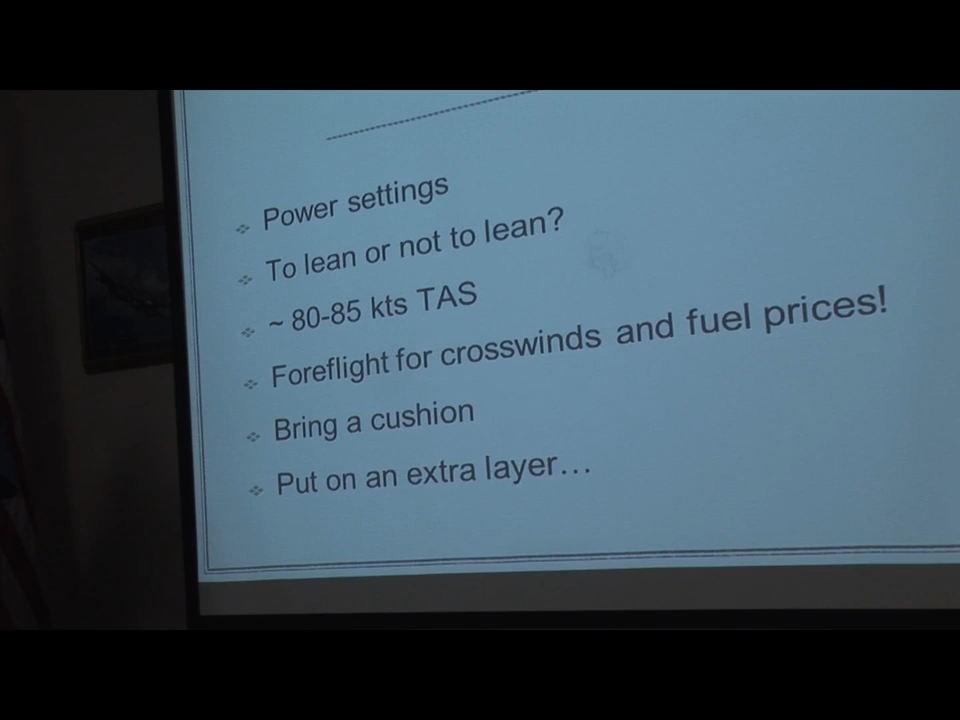 Power settings
To lean or not to lean?
~ 80-85 kts TAS
Foreflight for crosswinds and fuel prices!
Bring a cushion
Put on an extra layer…